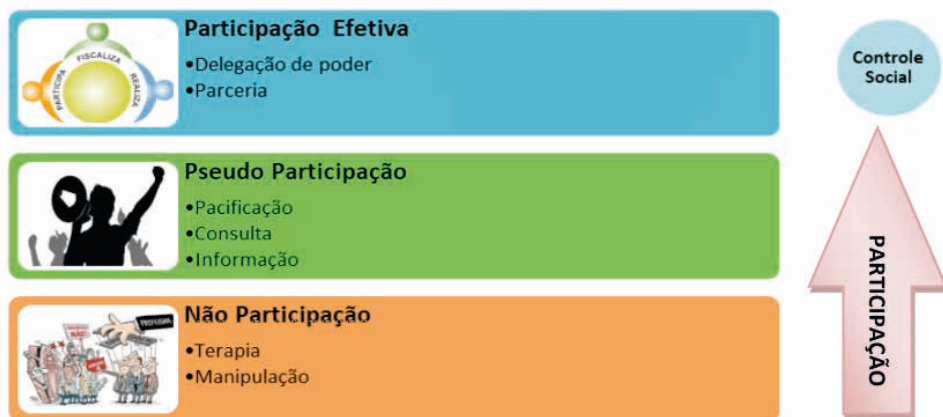 Participação Efetiva
•Delegação de poder
•Parceria
PARTICIPA
FISCALIZA
REALIZA
Controle
Social
Pseudo Participação
•Pacificação
•Consulta
•Informação
PARTICIPAÇÃO
Não Participação
•Terapia
•Manipulação